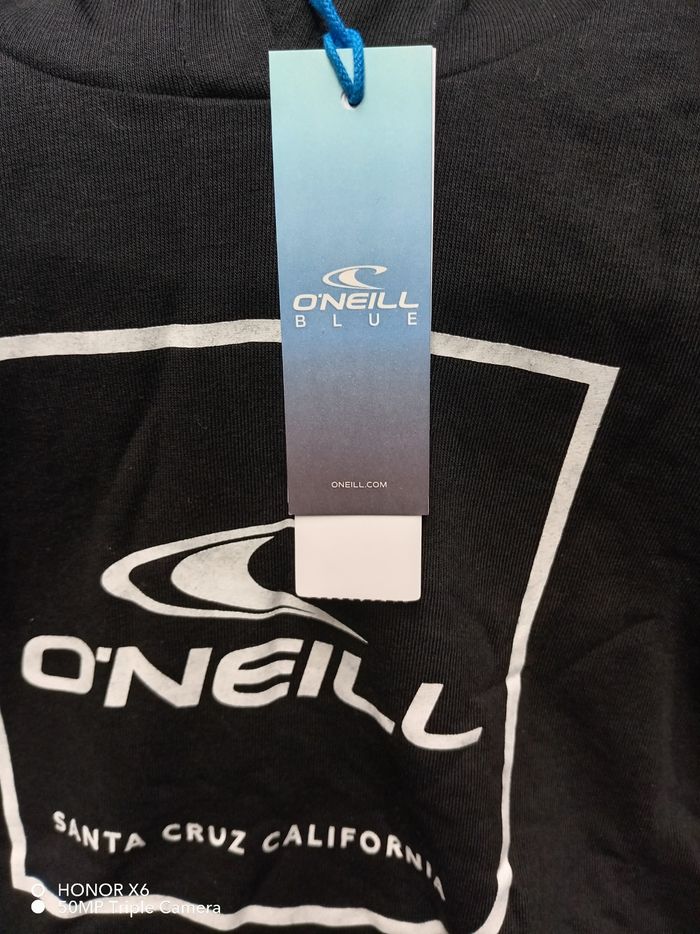 O'NEILL
BLUE
ONEILL.COM
O'NEILL
SANTA CRUZ CALIFORNIA
HONOR X6
50MP Triple Camera